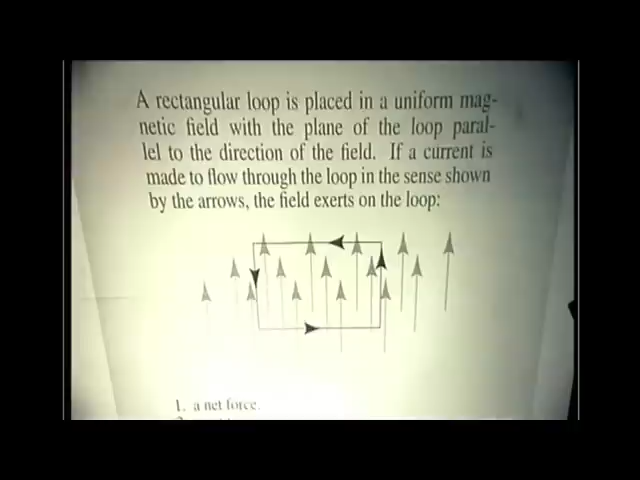 A rectangular loop is placed in a uniform mag-
netic field with the plane of the loop paral-
lel to the direction of the field. If a current is
made to flow through the loop in the sense shown
by the arrows, the field exerts on the loop:
1. a net force.